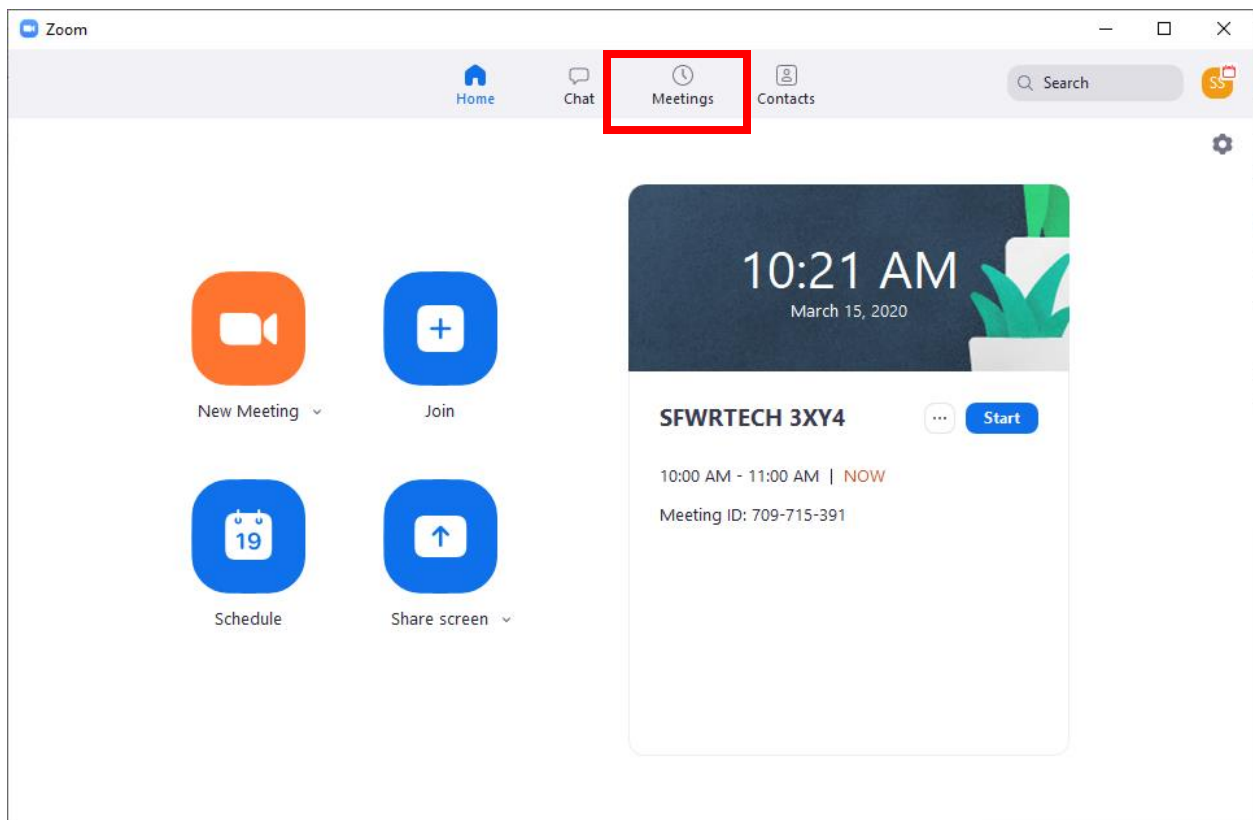 Zoom
Home
Chat
Meetings
Contacts
Search
SS
10:21 AM
March 15, 2020
New Meeting
Join
SFWRTECH 3XY4
... Start
10:00 AM - 11:00 AM | NOW
Meeting ID: 709-715-391
19
Schedule
Share screen